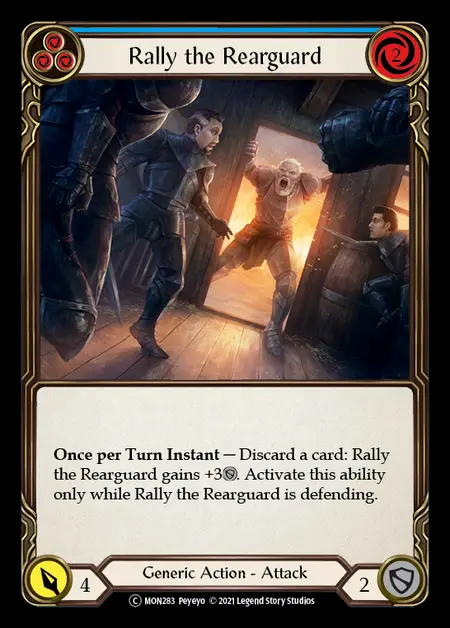 Rally the Rearguard
2
Once per Turn Instant — Discard a card: Rally
the Rearguard gains +3. Activate this ability
only while Rally the Rearguard is defending.
4
Generic Action - Attack
2
C MON283 Peyeyo © 2021 Legend Story Studios